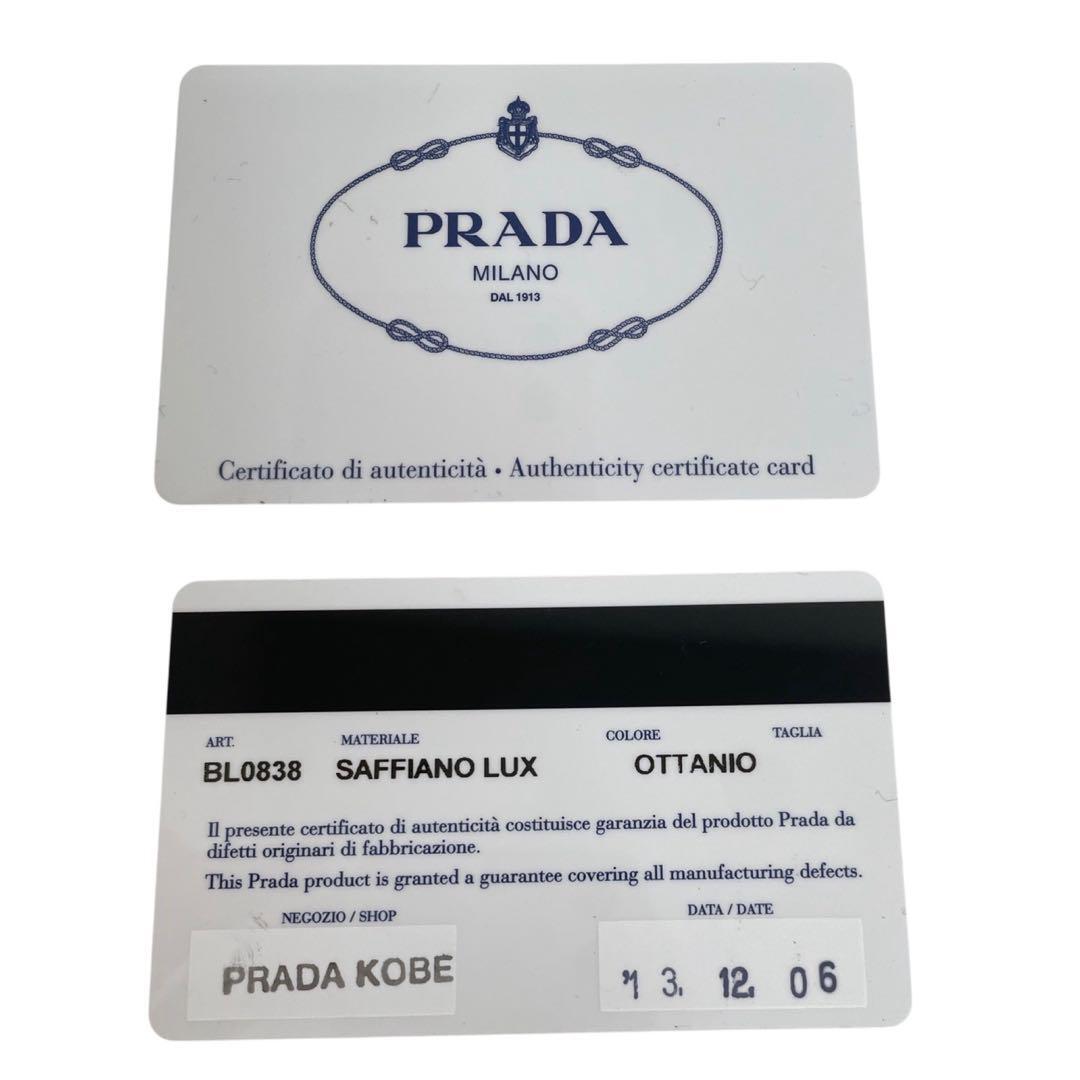 PRADA
MILANO
DAL 1913
Certificato di autenticità • Authenticity certificate card
ART. MATERIALE COLORE TAGLIA
BL0838 SAFFIANO LUX OTTANIO
Il presente certificato di autenticità costituisce garanzia del prodotto Prada da
difetti originari di fabbricazione.
This Prada product is granted a guarantee covering all manufacturing defects.
NEGOZIO / SHOP DATA / DATE
PRADA KOBE '13. 12. 06